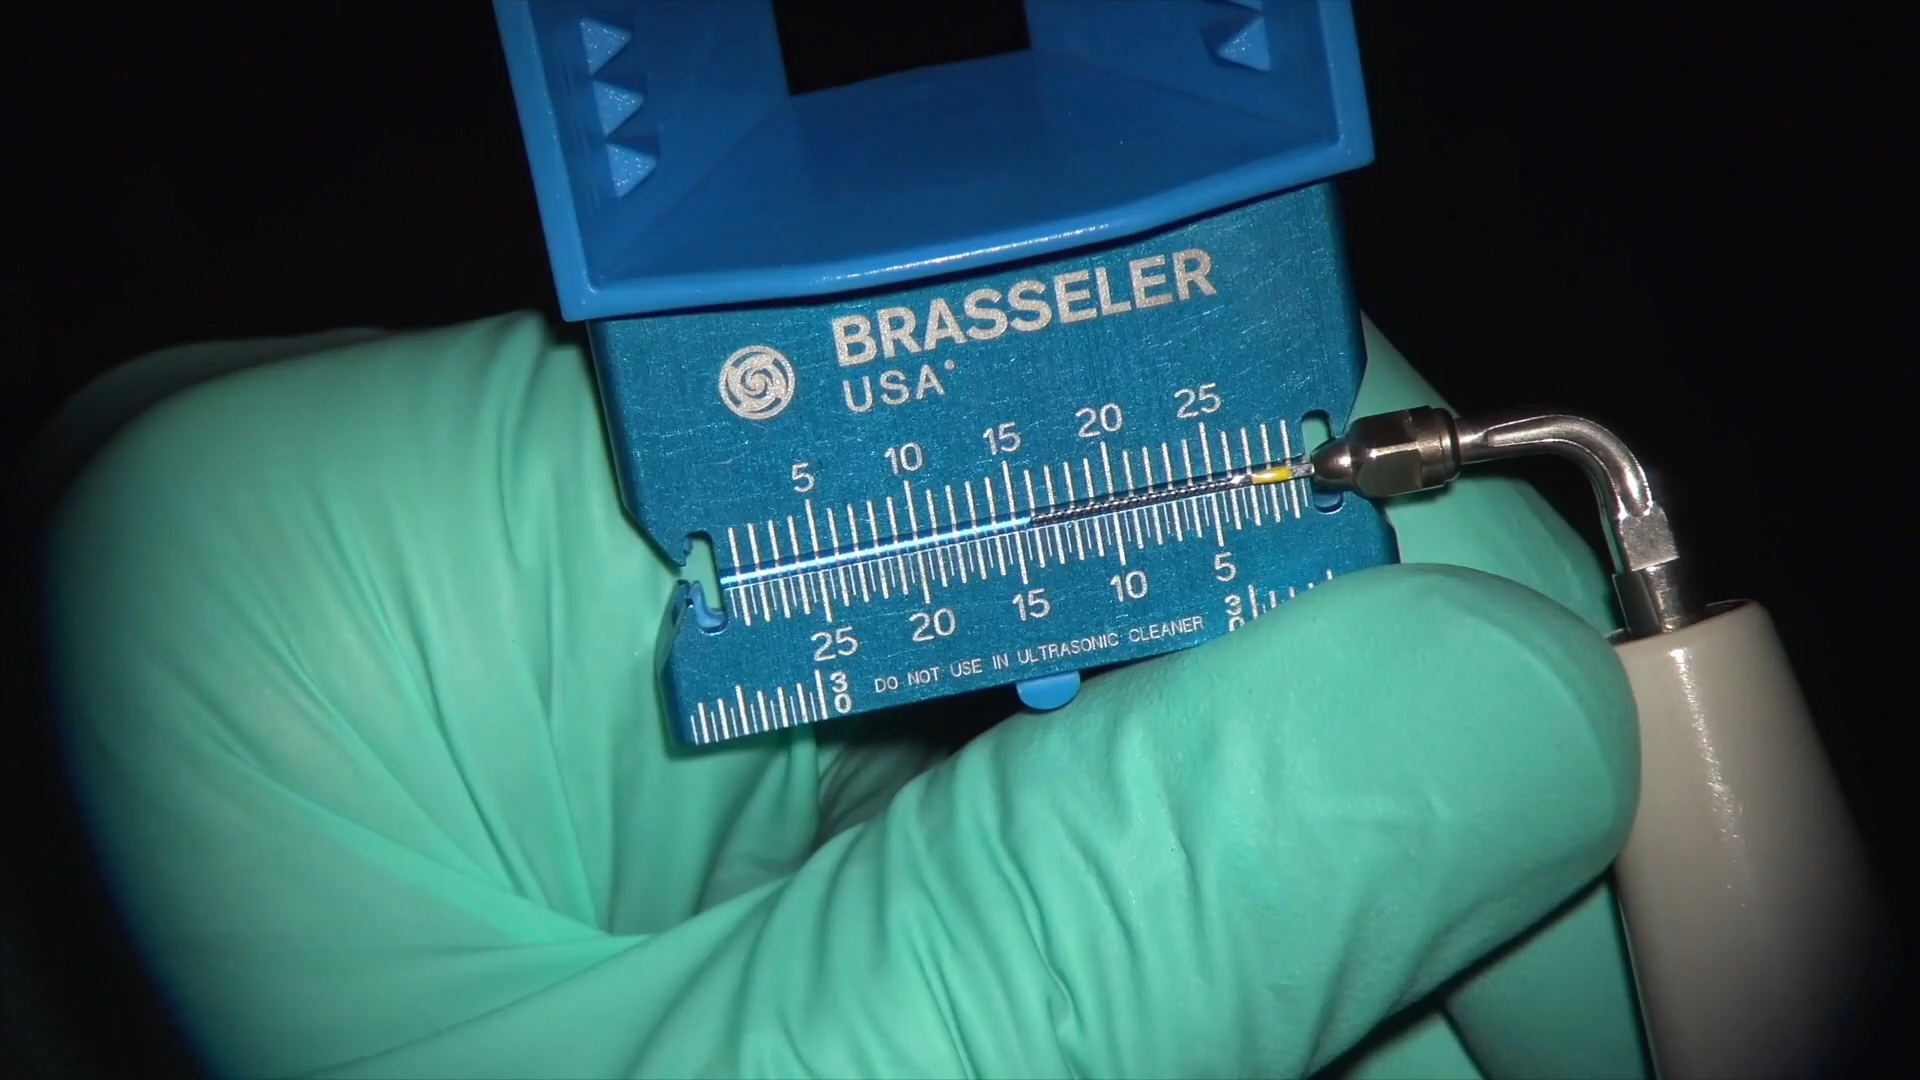 BRASSELER
USA
5 10 15 20 25
25 20 15 10 5
DO NOT USE IN ULTRASONIC CLEANER
30
30